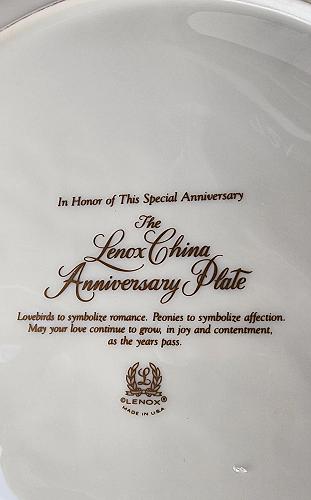 In Honor of This Special Anniversary
The
Lenox China
Anniversary Plate
Lovebirds to symbolize romance. Peonies to symbolize affection.
May your love continue to grow, in joy and contentment,
as the years pass.
L
©LENOX®
MADE IN U.S.A.